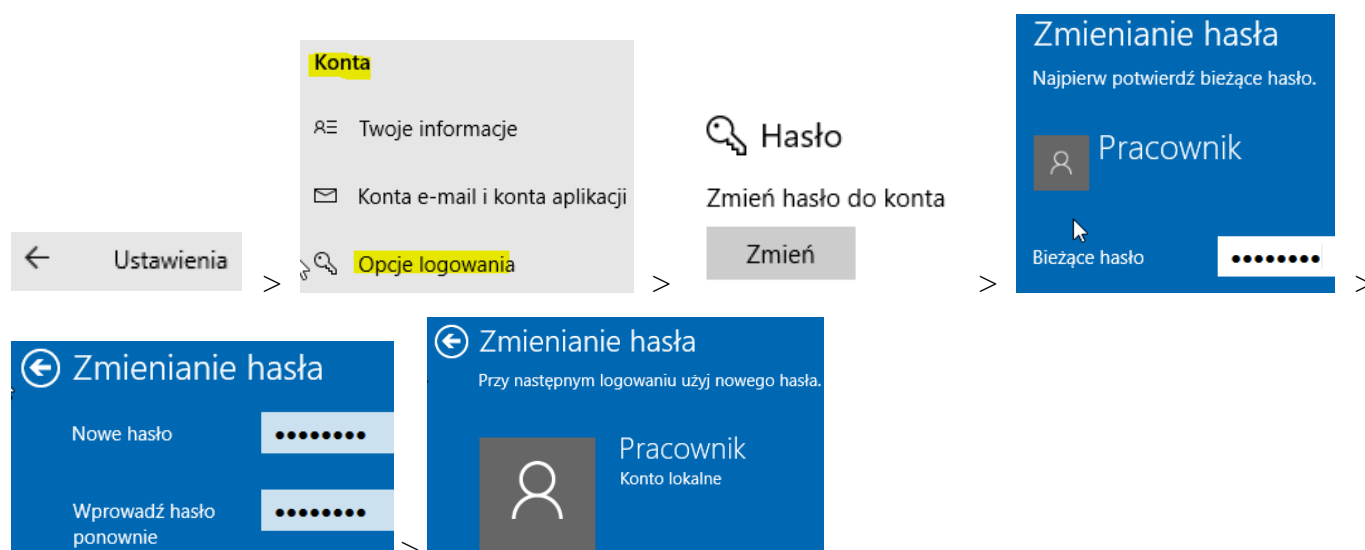 ← Ustawienia
>
Konta
Twoje informacje
Konta e-mail i konta aplikacji
Opcje logowania
>
Hasło
Zmień hasło do konta
Zmień
>
Zmienianie hasła
Najpierw potwierdź bieżące hasło.
Pracownik
Bieżące hasło ••••••••
>
Zmienianie hasła
Nowe hasło ••••••••
Wprowadź hasło ••••••••
ponownie
>
Zmienianie hasła
Przy następnym logowaniu użyj nowego hasła.
Pracownik
Konto lokalne